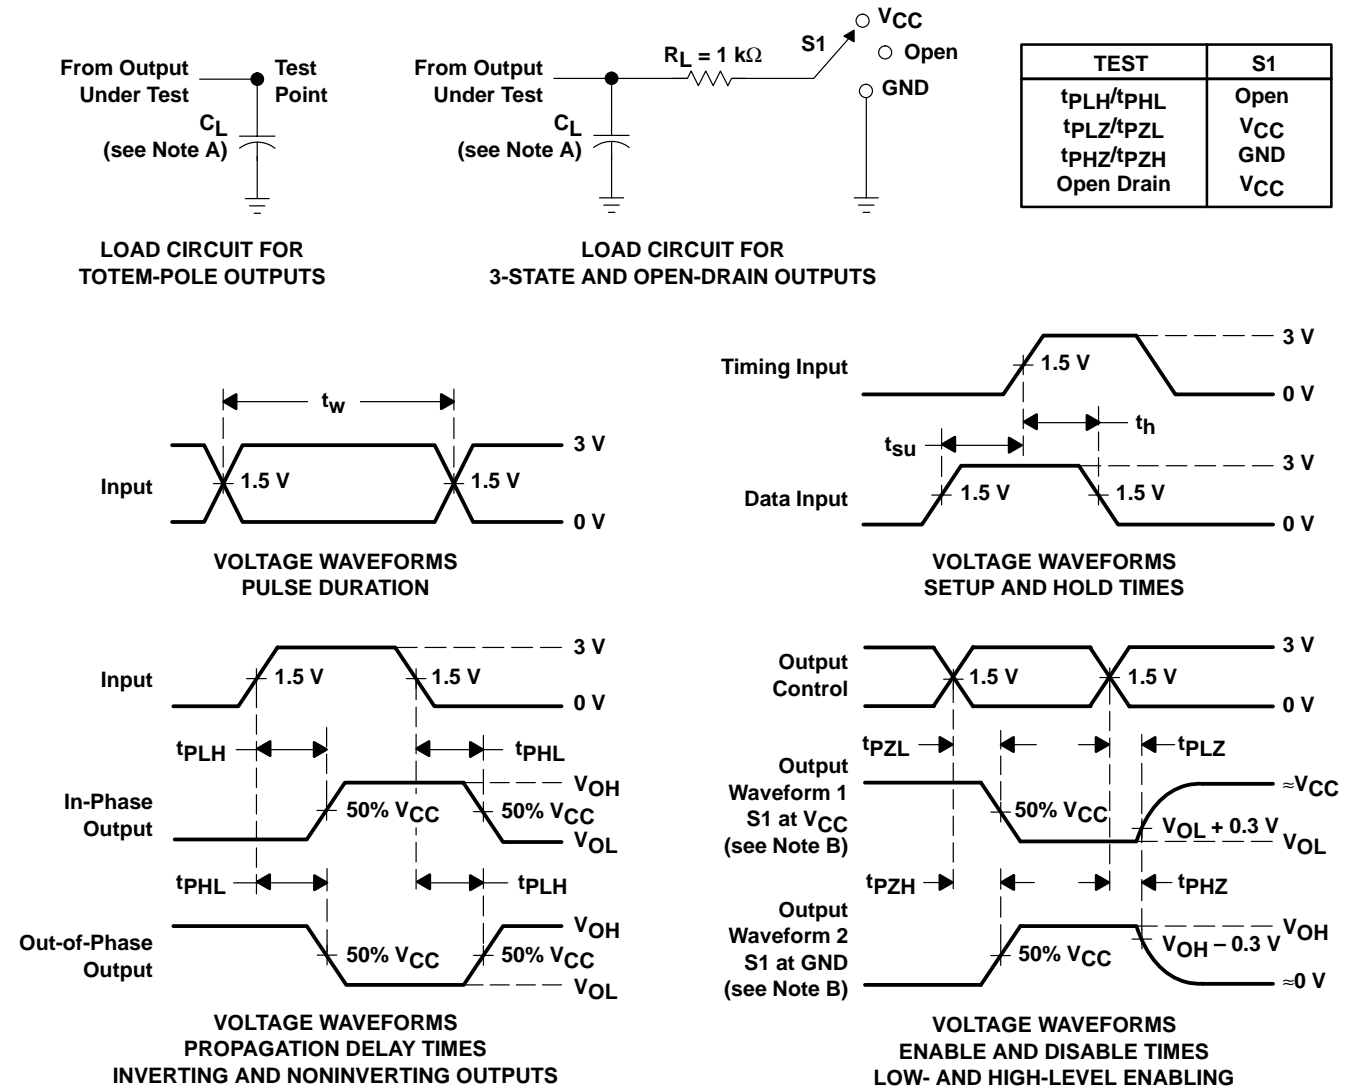 From Output
Under Test
Test
Point
CL
(see Note A)
LOAD CIRCUIT FOR
TOTEM-POLE OUTPUTS
From Output
Under Test
RL = 1 kΩ
S1
VCC
Open
GND
CL
(see Note A)
LOAD CIRCUIT FOR
3-STATE AND OPEN-DRAIN OUTPUTS
TEST S1
tPLH/tPHL Open
tPLZ/tPZL VCC
tPHZ/tPZH GND
Open Drain VCC
tw
Input
1.5 V
1.5 V
3 V
0 V
VOLTAGE WAVEFORMS
PULSE DURATION
Timing Input
1.5 V
3 V
0 V
th
tsu
Data Input
1.5 V
1.5 V
3 V
0 V
VOLTAGE WAVEFORMS
SETUP AND HOLD TIMES
Input
1.5 V
1.5 V
3 V
0 V
tPLH
tPHL
In-Phase
Output
50% VCC
50% VCC
VOH
VOL
tPHL
tPLH
Out-of-Phase
Output
50% VCC
50% VCC
VOH
VOL
VOLTAGE WAVEFORMS
PROPAGATION DELAY TIMES
INVERTING AND NONINVERTING OUTPUTS
Output
Control
1.5 V
1.5 V
3 V
0 V
tPZL
tPLZ
Output
Waveform 1
S1 at VCC
(see Note B)
50% VCC
VOL + 0.3 V
≈VCC
VOL
tPZH
tPHZ
Output
Waveform 2
S1 at GND
(see Note B)
50% VCC
VOH – 0.3 V
VOH
≈0 V
VOLTAGE WAVEFORMS
ENABLE AND DISABLE TIMES
LOW- AND HIGH-LEVEL ENABLING